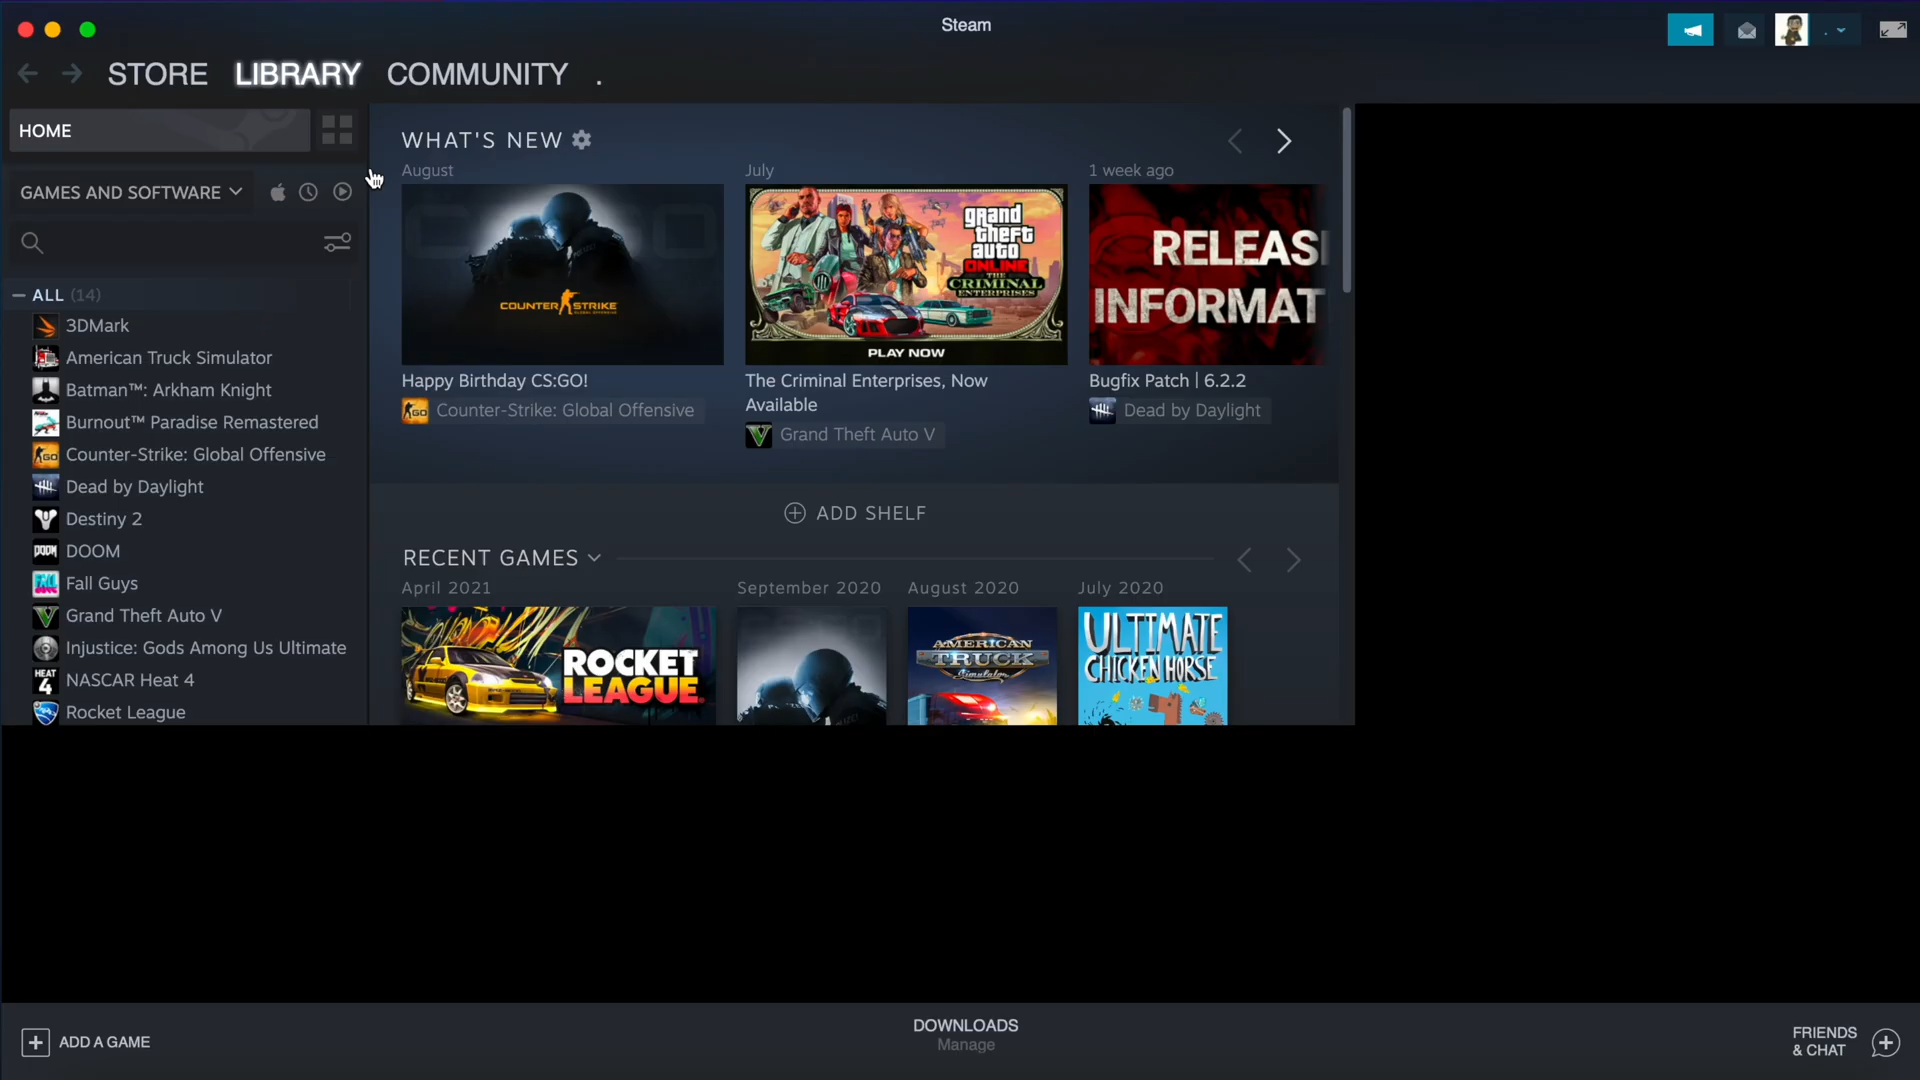 Steam
STORE LIBRARY COMMUNITY .
HOME
GAMES AND SOFTWARE
ALL (14)
3DMark
American Truck Simulator
Batman™: Arkham Knight
Burnout™ Paradise Remastered
Counter-Strike: Global Offensive
Dead by Daylight
Destiny 2
DOOM
Fall Guys
Grand Theft Auto V
Injustice: Gods Among Us Ultimate
NASCAR Heat 4
Rocket League
WHAT'S NEW
August
COUNTER STRIKE
GLOBAL OFFENSIVE
Happy Birthday CS:GO!
GO Counter-Strike: Global Offensive
July
grand
theft
auto
ONLINE
THE
CRIMINAL
ENTERPRISES
PLAY NOW
The Criminal Enterprises, Now
Available
Grand Theft Auto V
1 week ago
RELEAS
INFORMAT
Bugfix Patch | 6.2.2
Dead by Daylight
ADD SHELF
RECENT GAMES
April 2021
ROCKET
LEAGUE
September 2020
August 2020
AMERICAN
TRUCK
Simulator
July 2020
ULTIMATE
CHICKEN HORSE
ADD A GAME
DOWNLOADS
Manage
FRIENDS
& CHAT